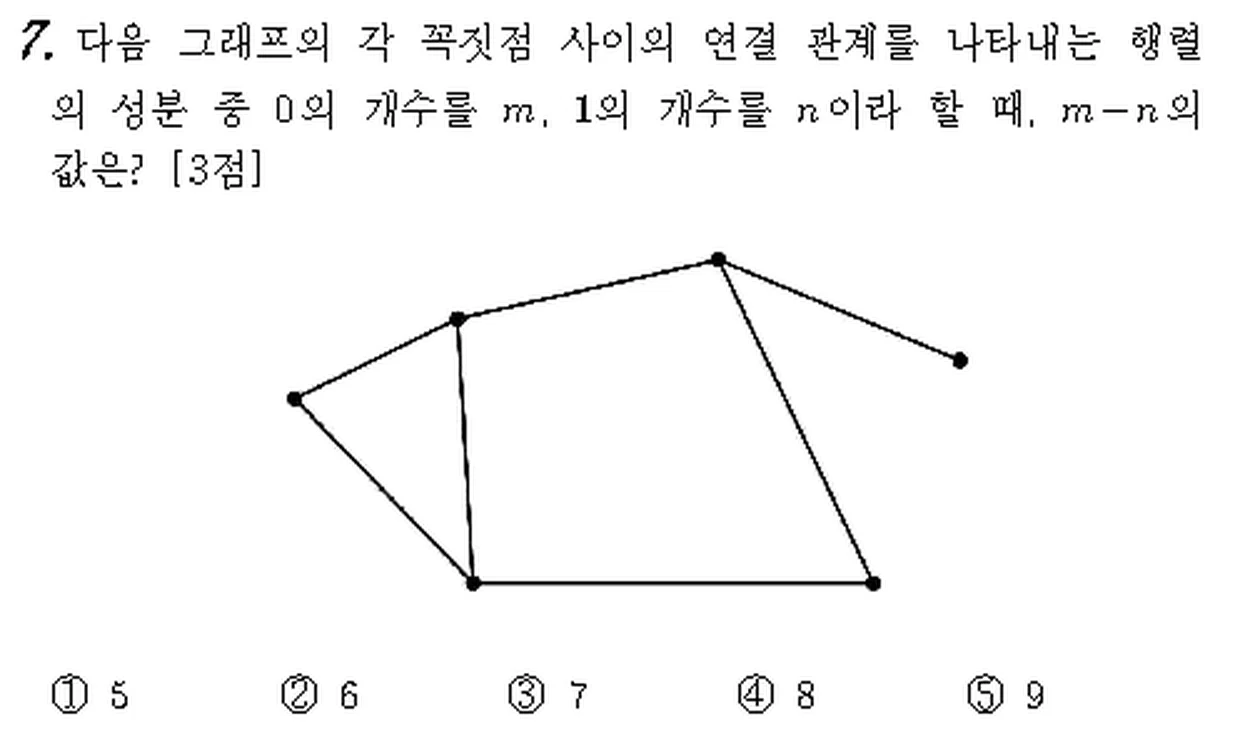 7. 다음 그래프의 각 꼭짓점 사이의 연결 관계를 나타내는 행렬
의 성분 중 0의 개수를 m, 1의 개수를 n이라 할 때, m-n의
값은? [3점]
① 5 ② 6 ③ 7 ④ 8 ⑤ 9